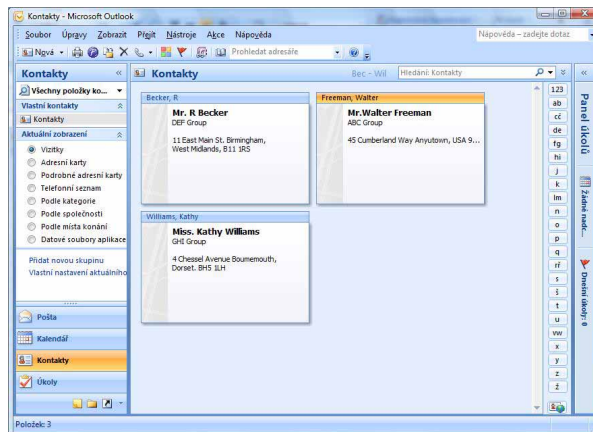 Kontakty - Microsoft Outlook
Soubor Úpravy Zobrazit Přejít Nástroje Akce Nápověda
Nápověda – zadejte dotaz
Nová
Prohledat adresáře
Kontakty «
Všechny položky ko...
Vlastní kontakty
Kontakty
Aktuální zobrazení
Vizitky
Adresní karty
Podrobné adresní karty
Telefonní seznam
Podle kategorie
Podle společnosti
Podle místa konání
Datové soubory aplikace
Přidat novou skupinu
Vlastní nastavení aktuálního
Pošta
Kalendář
Kontakty
Úkoly
Kontakty
Bec - Wil
Hledání: Kontakty
Becker, R
Mr. R Becker
DEF Group
11 East Main St. Birmingham,
West Midlands, B11 1RS
Freeman, Walter
Mr.Walter Freeman
ABC Group
45 Cumberland Way Anyutown, USA 9...
Williams, Kathy
Miss. Kathy Williams
GHI Group
4 Chessel Avenue Boumemouth,
Dorset. BH5 1LH
123
ab
cč
de
fg
hi
j
k
lm
n
o
p
q
rř
s
š
t
u
vw
x
y
z
ž
«
Panel úkolů
Žádné nadc...
Dnešní úkoly: 0
Položek: 3